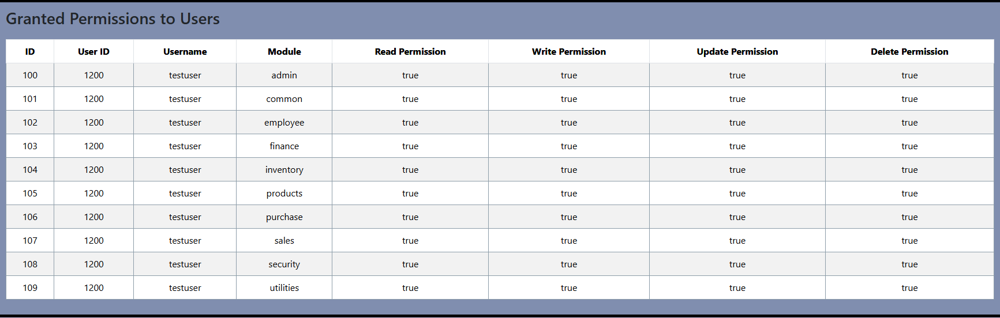 Granted Permissions to Users
ID User ID Username Module Read Permission Write Permission Update Permission Delete Permission
100 1200 testuser admin true true true true
101 1200 testuser common true true true true
102 1200 testuser employee true true true true
103 1200 testuser finance true true true true
104 1200 testuser inventory true true true true
105 1200 testuser products true true true true
106 1200 testuser purchase true true true true
107 1200 testuser sales true true true true
108 1200 testuser security true true true true
109 1200 testuser utilities true true true true